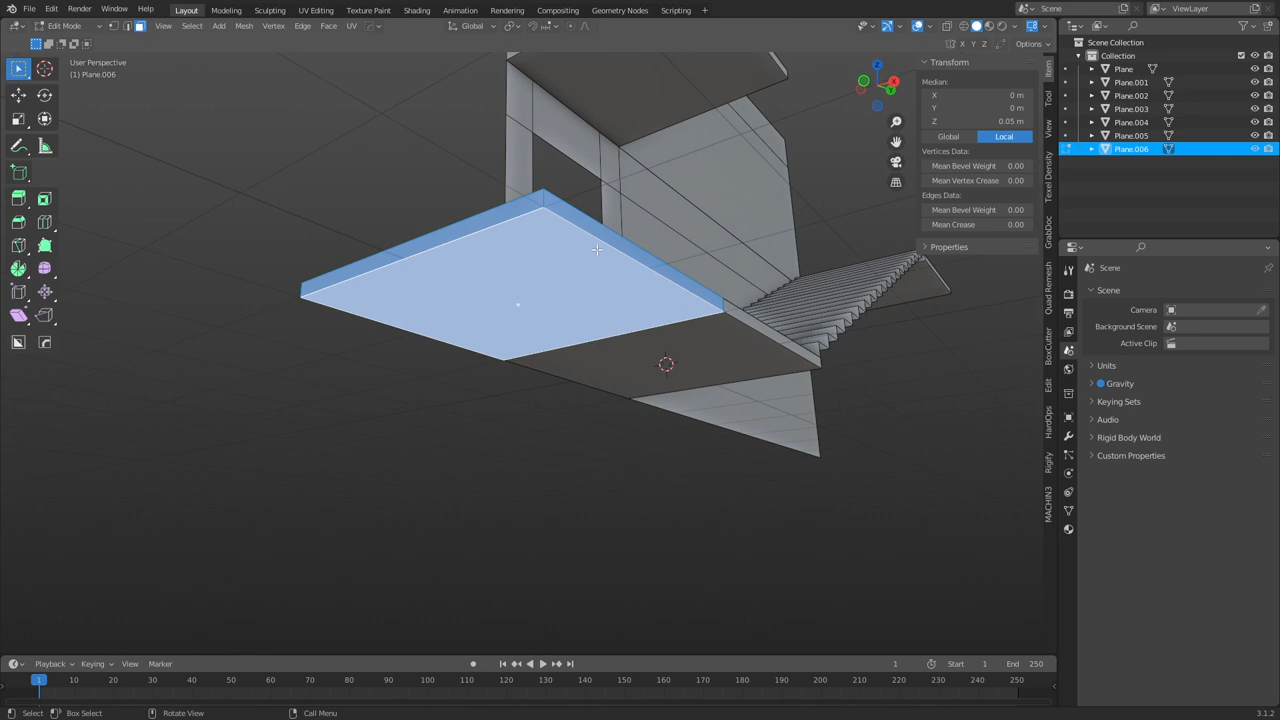 File Edit Render Window Help Layout Modeling Sculpting UV Editing Texture Paint Shading Animation Rendering Compositing Geometry Nodes Scripting + Scene ViewLayer
Edit Mode View Select Add Mesh Vertex Edge Face UV Global
X Y Z Options
User Perspective
(1) Plane.006
Transform
Median:
X 0 m
Y 0 m
Z 0.05 m
Global Local
Vertices Data:
Mean Bevel Weight 0.00
Mean Vertex Crease 0.00
Edges Data:
Mean Bevel Weight 0.00
Mean Crease 0.00
Properties
Z
X
Y
Item
Tool
View
Texel Density
GrabDoc
Quad Remesh
BoxCutter
Edit
HardOps
Rigify
MACHIN3
Scene Collection
Collection
Plane
Plane.001
Plane.002
Plane.003
Plane.004
Plane.005
Plane.006
Scene
Scene
Camera
Background Scene
Active Clip
Units
Gravity
Keying Sets
Audio
Rigid Body World
Custom Properties
Playback Keying View Marker 1 Start 1 End 250
1 10 20 30 40 50 60 70 80 90 100 110 120 130 140 150 160 170 180 190 200 210 220 230 240 250
Select Box Select Rotate View Call Menu 3.1.2